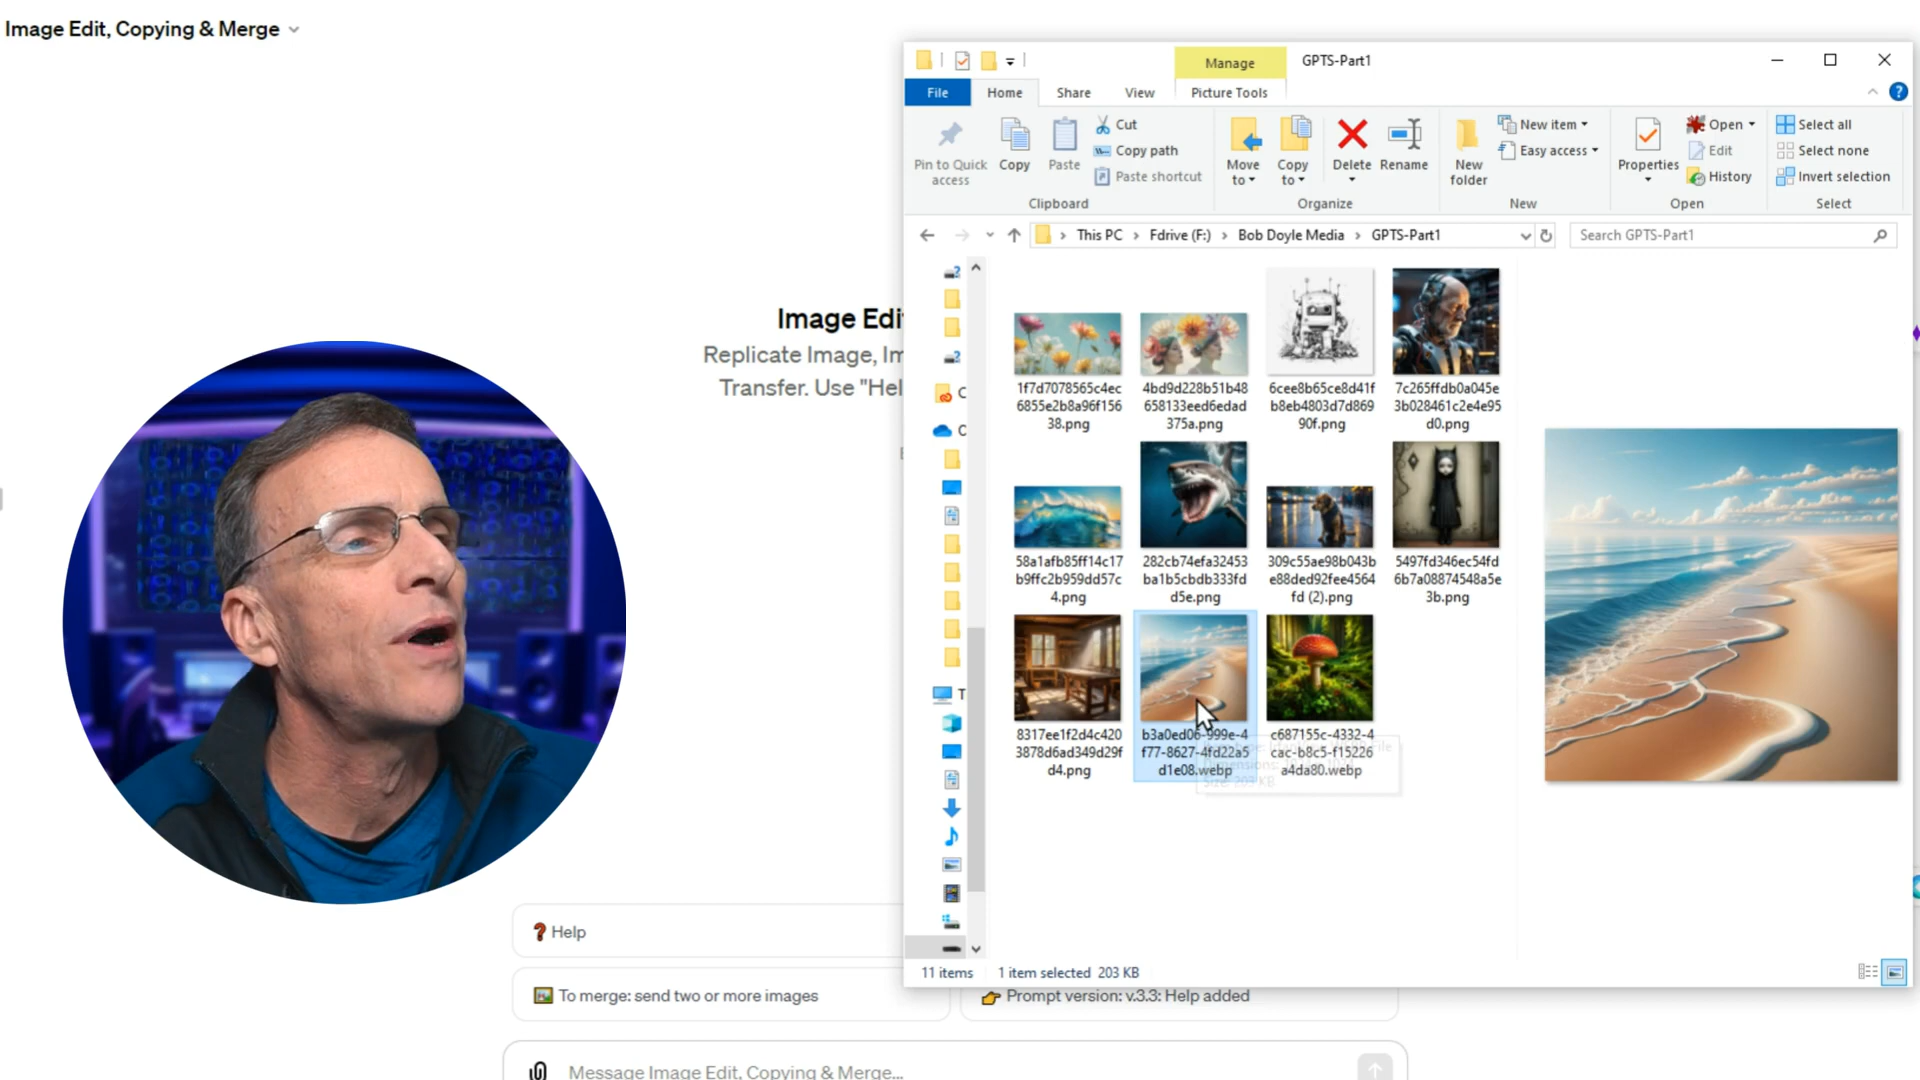 Image Edit, Copying & Merge
Manage
GPTS-Part1
File
Home
Share
View
Picture Tools
Pin to Quick access
Copy
Paste
Cut
Copy path
Paste shortcut
Clipboard
Move to
Copy to
Delete
Rename
Organize
New folder
New item
Easy access
New
Properties
Open
Edit
History
Open
Select all
Select none
Invert selection
Select
This PC
Fdrive (F:)
Bob Doyle Media
GPTS-Part1
Search GPTS-Part1
C
C
T
1f7d7078565c4ec
6855e2b8a96f156
38.png
4bd9d228b51b48
658133eed6edad
375a.png
6cee8b65ce8d41f
b8eb4803d7d869
90f.png
7c265ffdb0a045e
3b028461c2e4e95
d0.png
58a1afb85ff14c17
b9ffc2b959dd57c
4.png
282cb74efa32453
ba1b5cbdb333fd
d5e.png
309c55ae98b043b
e88ded92fee4564
fd (2).png
5497fd346ec54fd
6b7a08874548a5e
3b.png
8317ee1f2d4c420
3878d6ad349d29f
d4.png
b3a0ed06-999e-4
f77-8627-4fd22a5
d1e08.webp
c687155c-4332-4
cac-b8c5-f15226
a4da80.webp
11 items
1 item selected 203 KB
Image Edi
Replicate Image, Im
Transfer. Use "Hel
Help
To merge: send two or more images
Prompt version: v.3.3: Help added
Message Image Edit, Copying & Merge...